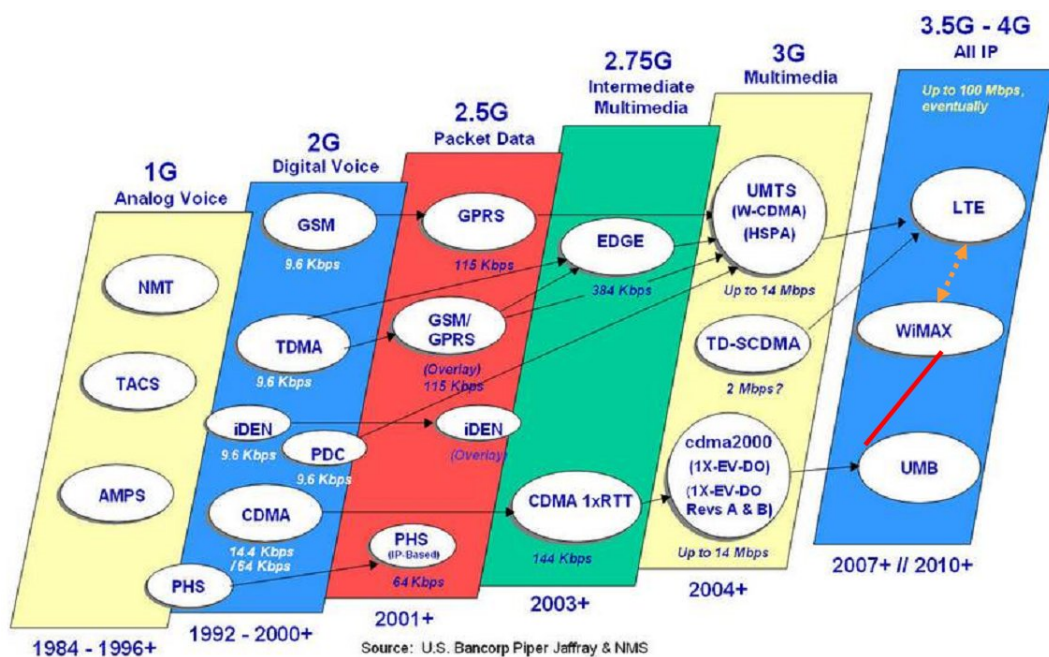 1G
Analog Voice
NMT
TACS
AMPS
PHS
1984 - 1996+
2G
Digital Voice
GSM
9.6 Kbps
TDMA
9.6 Kbps
iDEN
9.6 Kbps
PDC
9.6 Kbps
CDMA
14.4 Kbps
/ 64 Kbps
1992 - 2000+
2.5G
Packet Data
GPRS
115 Kbps
GSM/
GPRS
(Overlay)
115 Kbps
iDEN
(Overlay)
PHS
(IP-Based)
64 Kbps
2001+
2.75G
Intermediate
Multimedia
EDGE
384 Kbps
CDMA 1xRTT
144 Kbps
2003+
3G
Multimedia
UMTS
(W-CDMA)
(HSPA)
Up to 14 Mbps
TD-SCDMA
2 Mbps?
cdma2000
(1X-EV-DO)
(1X-EV-DO
Revs A & B)
Up to 14 Mbps
2004+
3.5G - 4G
All IP
Up to 100 Mbps,
eventually
LTE
WiMAX
UMB
2007+ // 2010+
Source: U.S. Bancorp Piper Jaffray & NMS